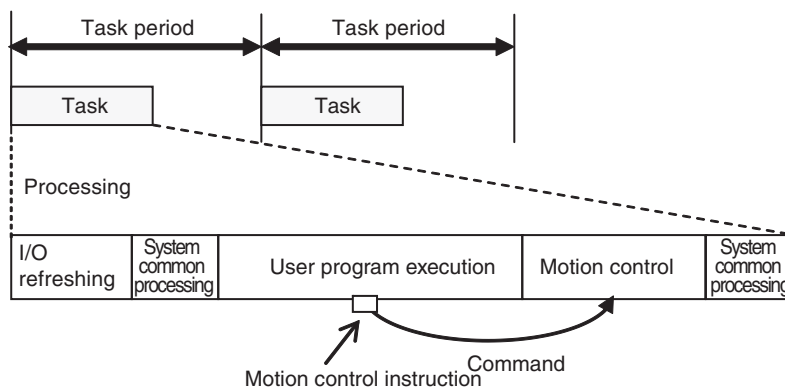 Task period
Task period
Task
Task
Processing
I/O
refreshing
System
common
processing
User program execution
Motion control
System
common
processing
Command
Motion control instruction